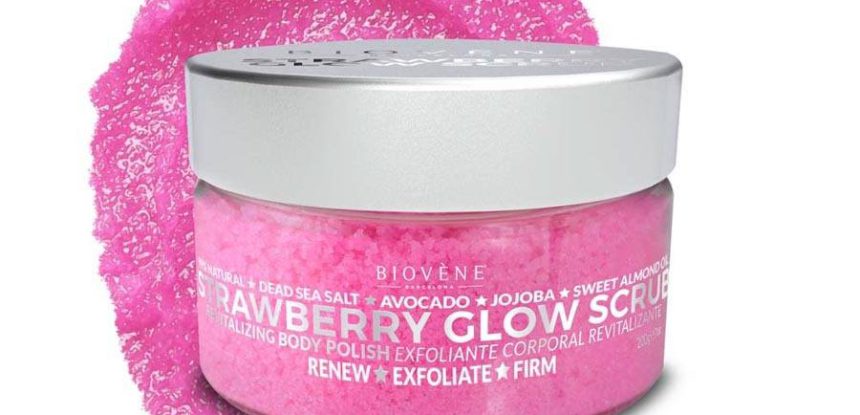 BIOVÈNE
STRAWBERRY
BIOVÈNE
BARCELONA
NATURAL ★ DEAD SEA SALT ★ AVOCADO ★ JOJOBA ★ SWEET ALMOND OIL
STRAWBERRY GLOW SCRUB
REVITALIZING BODY POLISH EXFOLIANTE CORPORAL REVITALIZANTE
RENEW ★ EXFOLIATE ★ FIRM